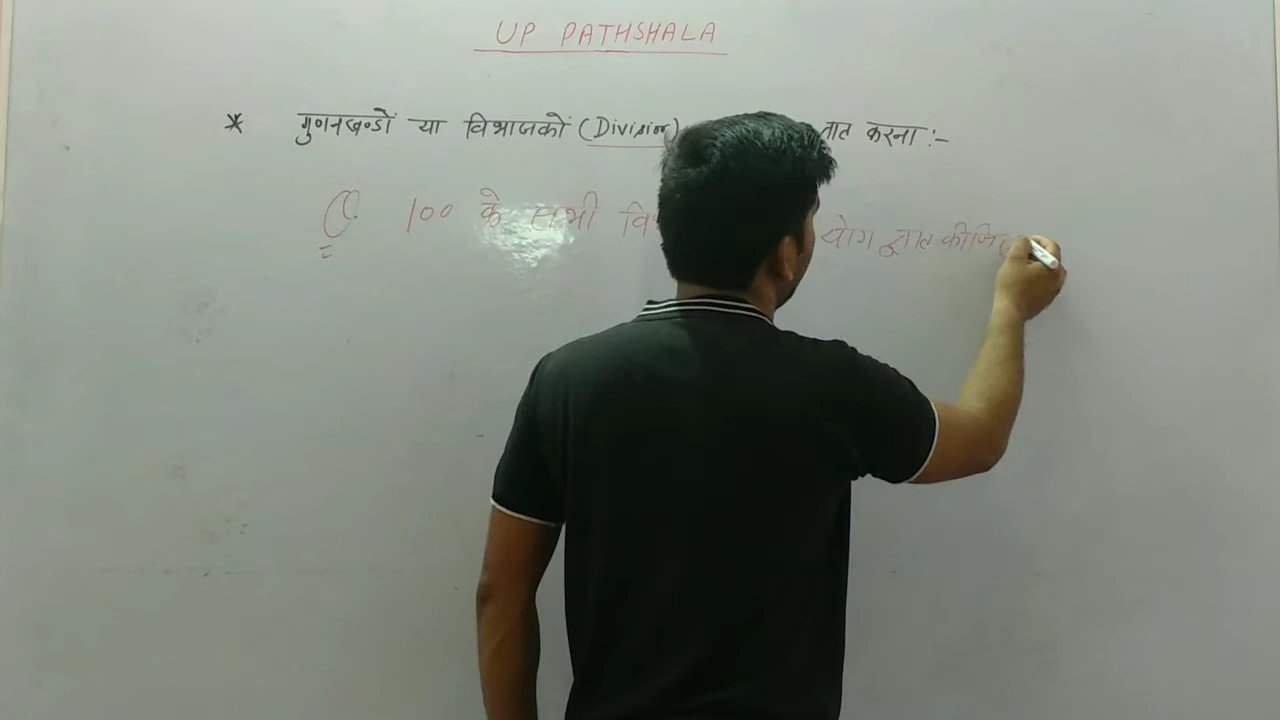 UP PATHSHALA
* गुणनखण्डों या विभाजकों (Division) ज्ञात करना :-
Q 100 के सभी योग ज्ञात कीजिए